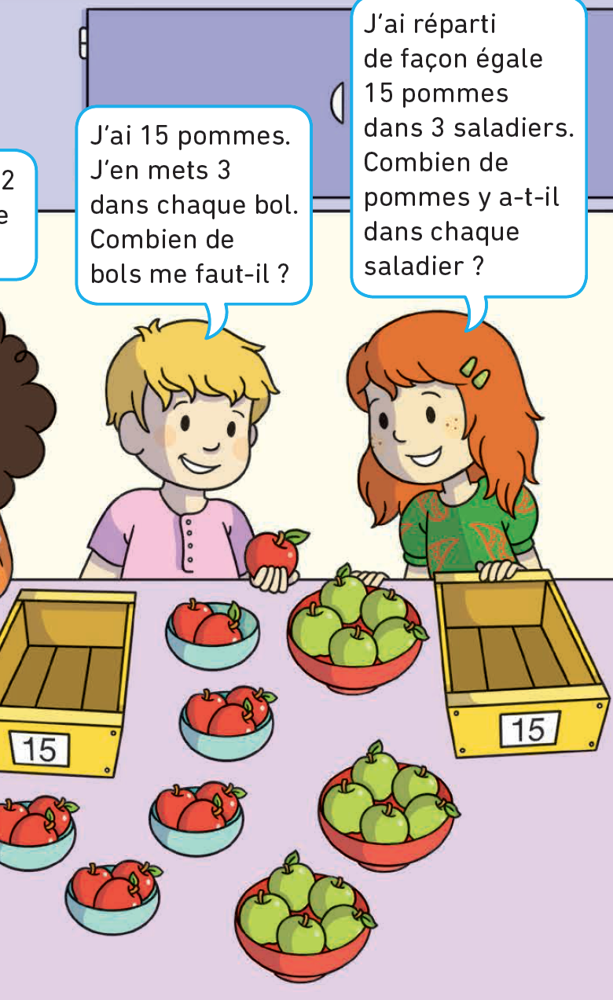 2
e
J'ai 15 pommes.
J'en mets 3
dans chaque bol.
Combien de
bols me faut-il ?
J'ai réparti
de façon égale
15 pommes
dans 3 saladiers.
Combien de
pommes y a-t-il
dans chaque
saladier ?
15
15